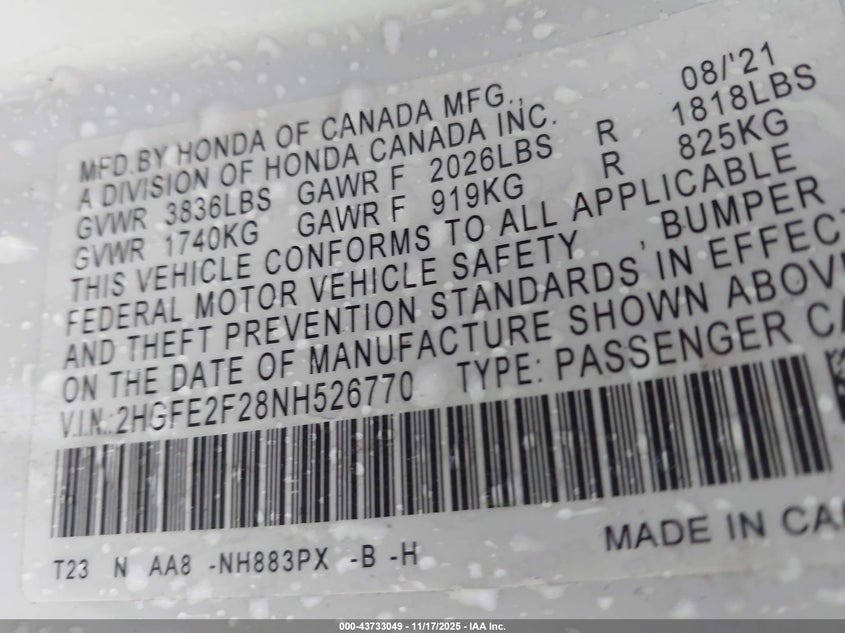 MFD.BY HONDA OF CANADA MFG., 08/'21
A DIVISION OF HONDA CANADA INC.
GVWR 3836LBS GAWR F 2026LBS R 1818LBS
GVWR 1740KG GAWR F 919KG R 825KG
THIS VEHICLE CONFORMS TO ALL APPLICABLE
FEDERAL MOTOR VEHICLE SAFETY , BUMPER
AND THEFT PREVENTION STANDARDS IN EFFECT
ON THE DATE OF MANUFACTURE SHOWN ABOVE
V.I.N.:2HGFE2F28NH526770 TYPE: PASSENGER CA
T23 N AA8 -NH883PX -B -H MADE IN CA
000-43733049 - 11/17/2025 - IAA Inc.